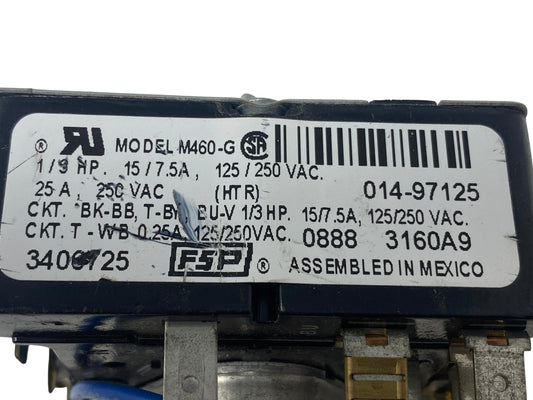 ® MODEL M460-G
1/9 HP. 15/7.5A, 125/250 VAC.
25 A, 250 VAC (HTR) 014-97125
CKT. BK-BB, BU-V 1/3 HP. 15/7.5A, 125/250 VAC.
CKT. T - WB 0.25A, 125/250VAC. 0888 3160A9
FSP ® ASSEMBLED IN MEXICO